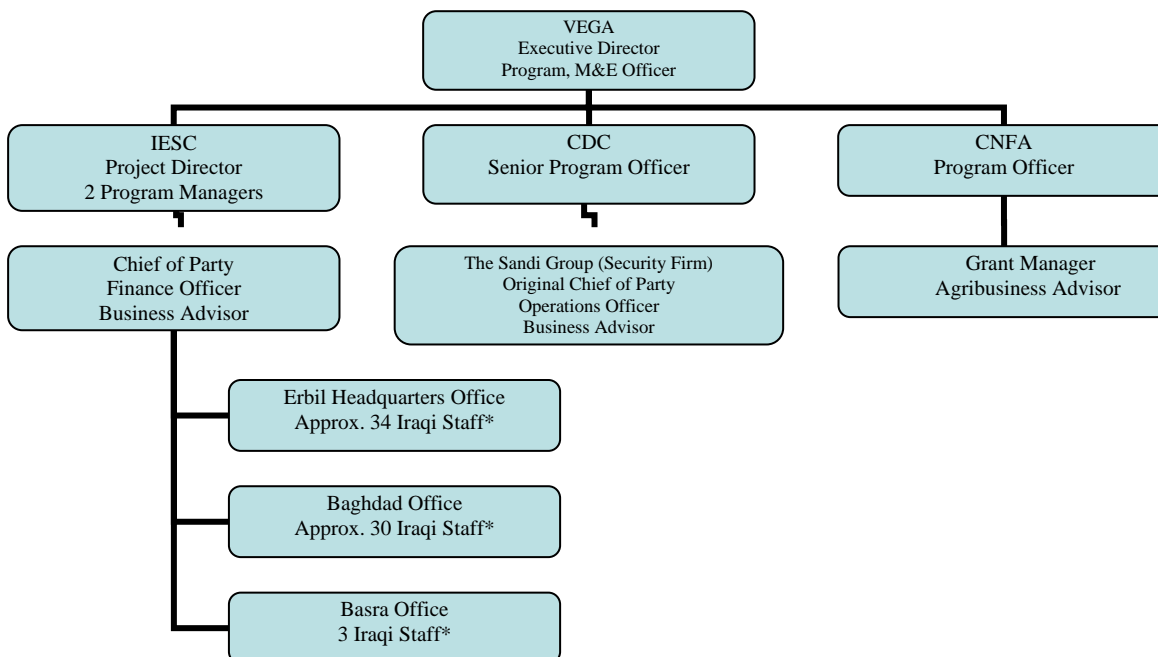 VEGA
Executive Director
Program, M&E Officer
IESC
Project Director
2 Program Managers
CDC
Senior Program Officer
CNFA
Program Officer
Chief of Party
Finance Officer
Business Advisor
The Sandi Group (Security Firm)
Original Chief of Party
Operations Officer
Business Advisor
Grant Manager
Agribusiness Advisor
Erbil Headquarters Office
Approx. 34 Iraqi Staff*
Baghdad Office
Approx. 30 Iraqi Staff*
Basra Office
3 Iraqi Staff*